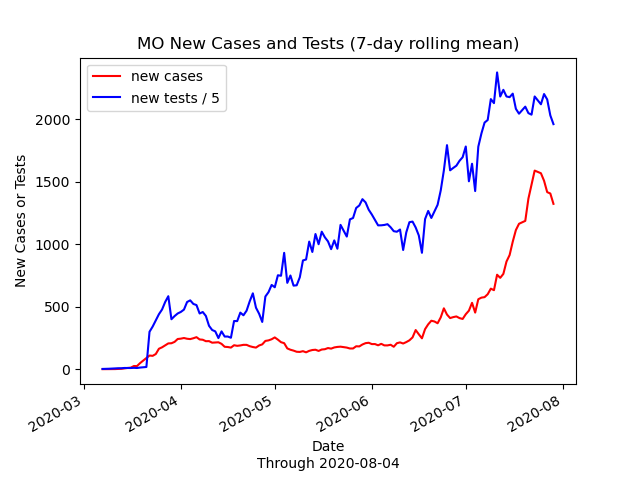 MO New Cases and Tests (7-day rolling mean)
new cases
new tests / 5
New Cases or Tests
2000
1500
1000
500
0
2020-03
2020-04
2020-05
2020-06
2020-07
2020-08
Date
Through 2020-08-04